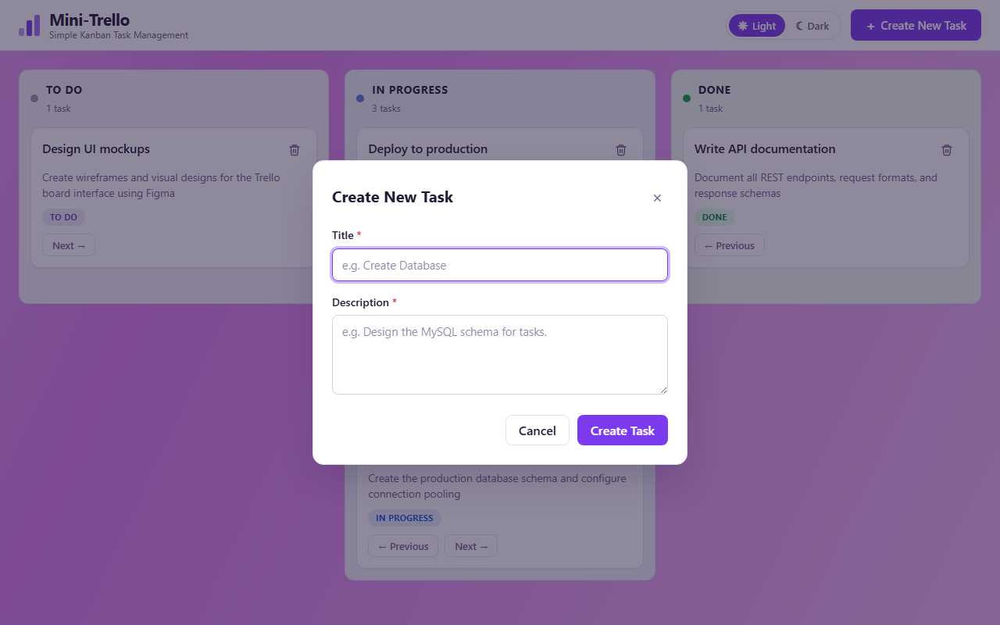 Mini-Trello
Simple Kanban Task Management
Light
Dark
+ Create New Task
TO DO
1 task
Design UI mockups
Create wireframes and visual designs for the Trello
board interface using Figma
TO DO
Next →
IN PROGRESS
3 tasks
Deploy to production
DONE
1 task
Write API documentation
Document all REST endpoints, request formats, and
response schemas
DONE
← Previous
Create New Task
×
Title *
e.g. Create Database
Description *
e.g. Design the MySQL schema for tasks.
Cancel
Create Task
Create the production database schema and configure
connection pooling
IN PROGRESS
← Previous
Next →